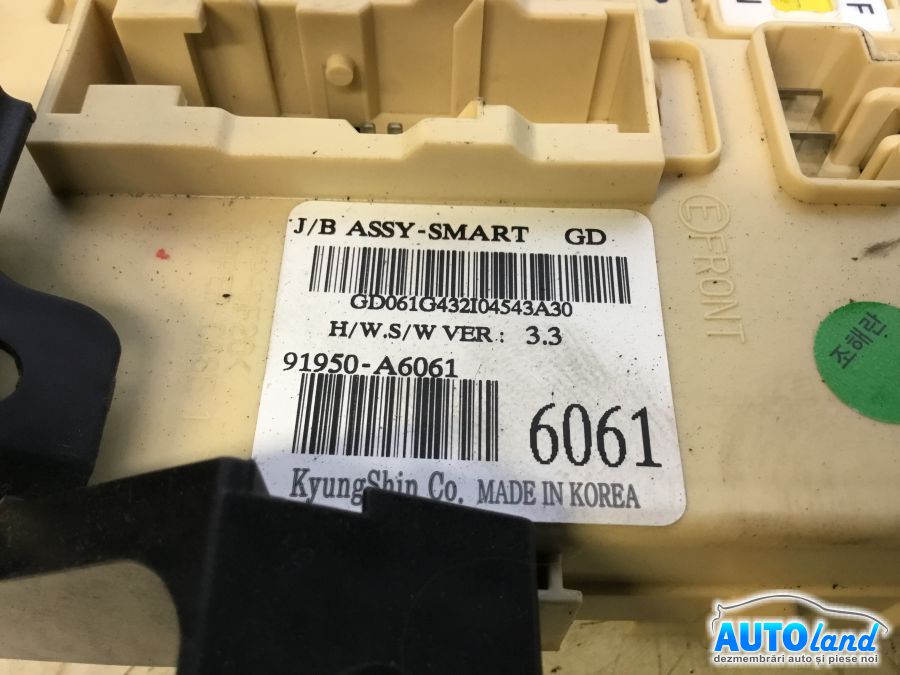 F
J/B ASSY-SMART GD
GD061G432I04543A30
H/W.S/W VER : 3.3
91950-A6061
6061
KyungShin Co. MADE IN KOREA
E FRONT
조해란
AUTOland
dezmembrări auto și piese noi